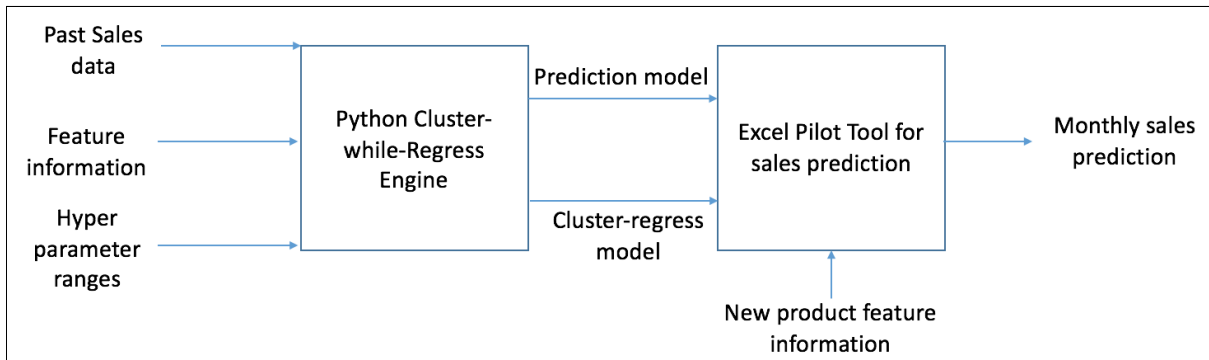 Past Sales
data
Feature
information
Hyper
parameter
ranges
Python Cluster-
while-Regress
Engine
Prediction model
Cluster-regress
model
Excel Pilot Tool for
sales prediction
New product feature
information
Monthly sales
prediction